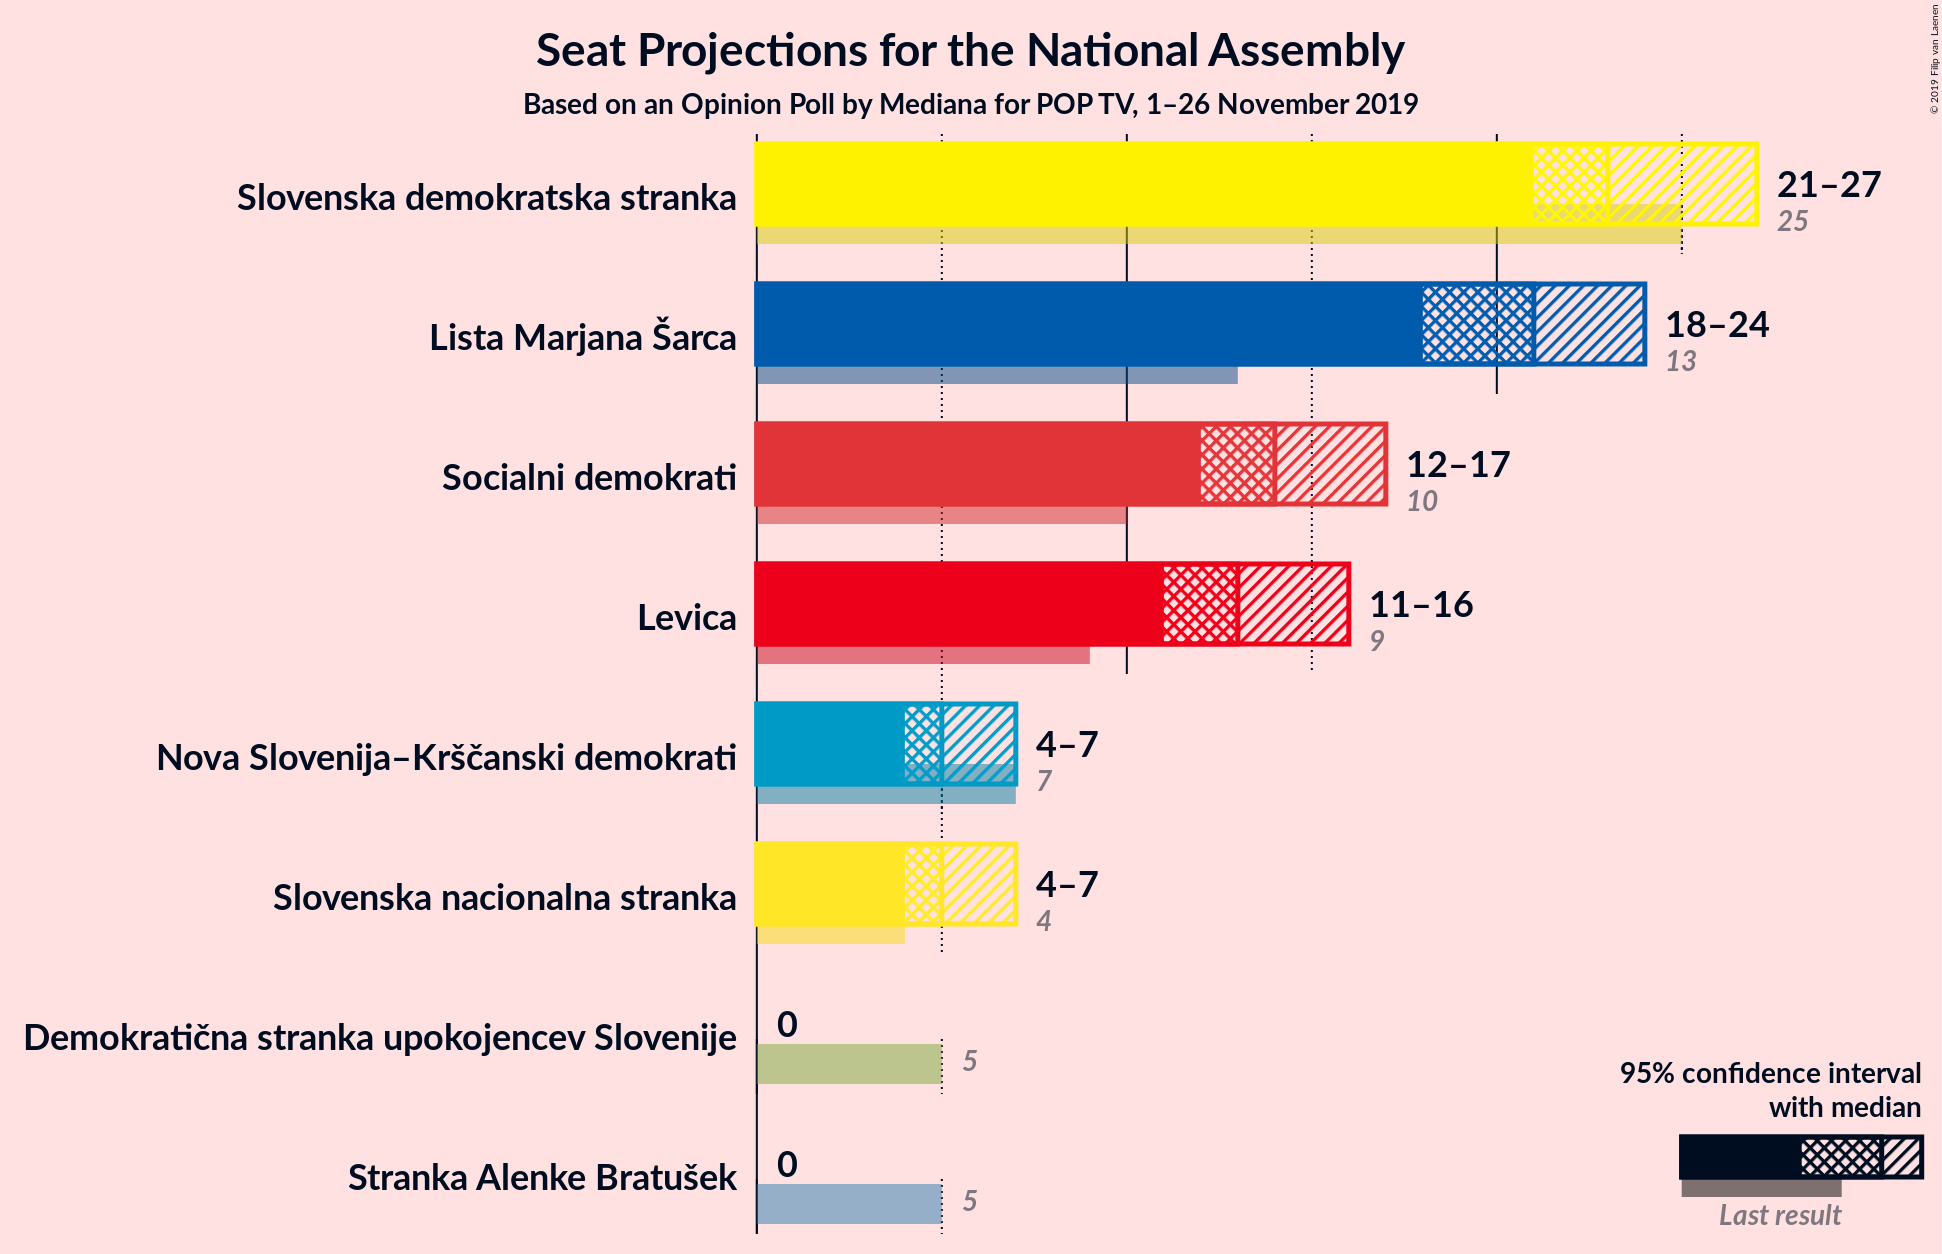 Seat Projections for the National Assembly
Based on an Opinion Poll by Mediana for POP TV, 1–26 November 2019
© 2019 Filip van Laenen
Slovenska demokratska stranka
21–27
25
Lista Marjana Šarca
18–24
13
Socialni demokrati
12–17
10
Levica
11–16
9
Nova Slovenija–Krščanski demokrati
4–7
7
Slovenska nacionalna stranka
4–7
4
Demokratična stranka upokojencev Slovenije
0
5
Stranka Alenke Bratušek
0
5
95% confidence interval
with median
Last result